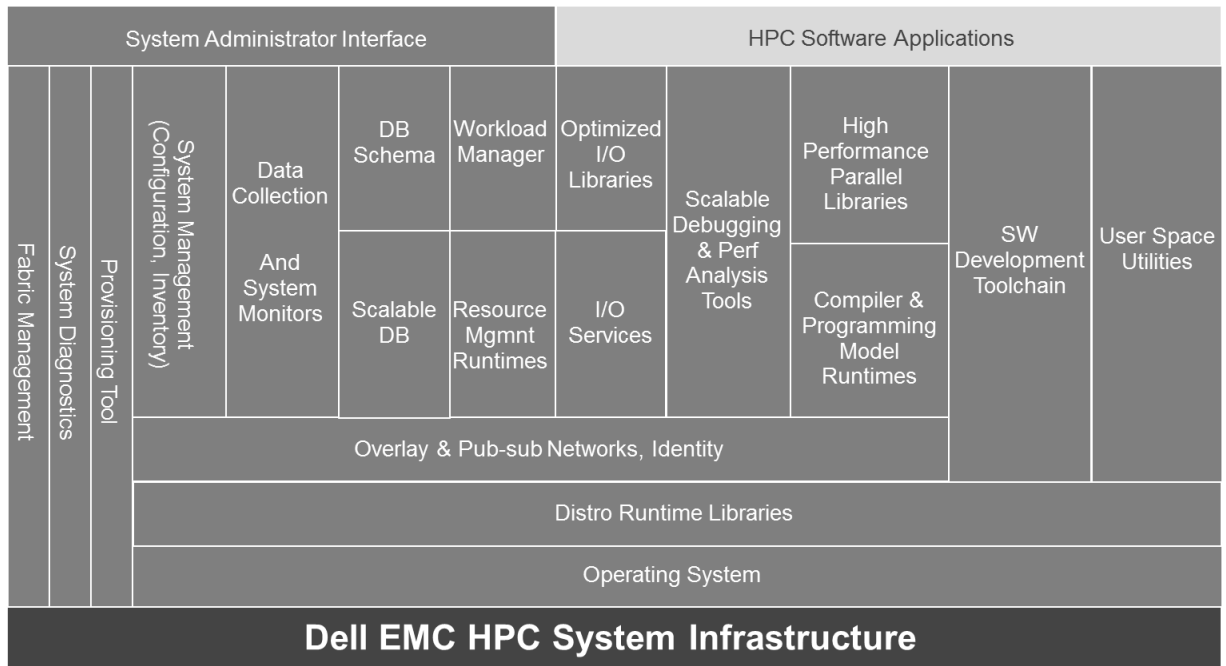 System Administrator Interface
HPC Software Applications
Fabric Management
System Diagnostics
Provisioning Tool
System Management
(Configuration, Inventory)
Data
Collection
And
System
Monitors
DB
Schema
Scalable
DB
Workload
Manager
Resource
Mgmnt
Runtimes
Optimized
I/O
Libraries
I/O
Services
Scalable
Debugging
& Perf
Analysis
Tools
High
Performance
Parallel
Libraries
Compiler &
Programming
Model
Runtimes
SW
Development
Toolchain
User Space
Utilities
Overlay & Pub-sub Networks, Identity
Distro Runtime Libraries
Operating System
Dell EMC HPC System Infrastructure